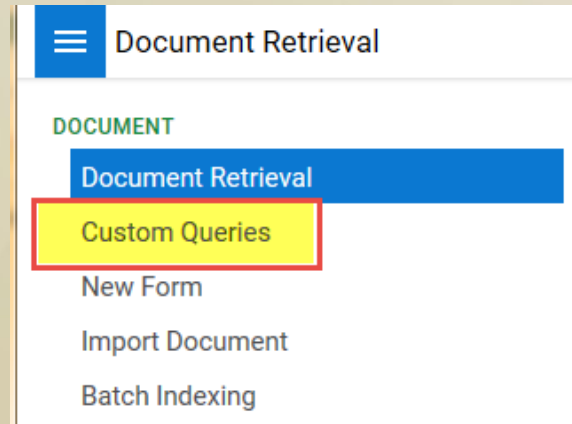 Document Retrieval
DOCUMENT
Document Retrieval
Custom Queries
New Form
Import Document
Batch Indexing